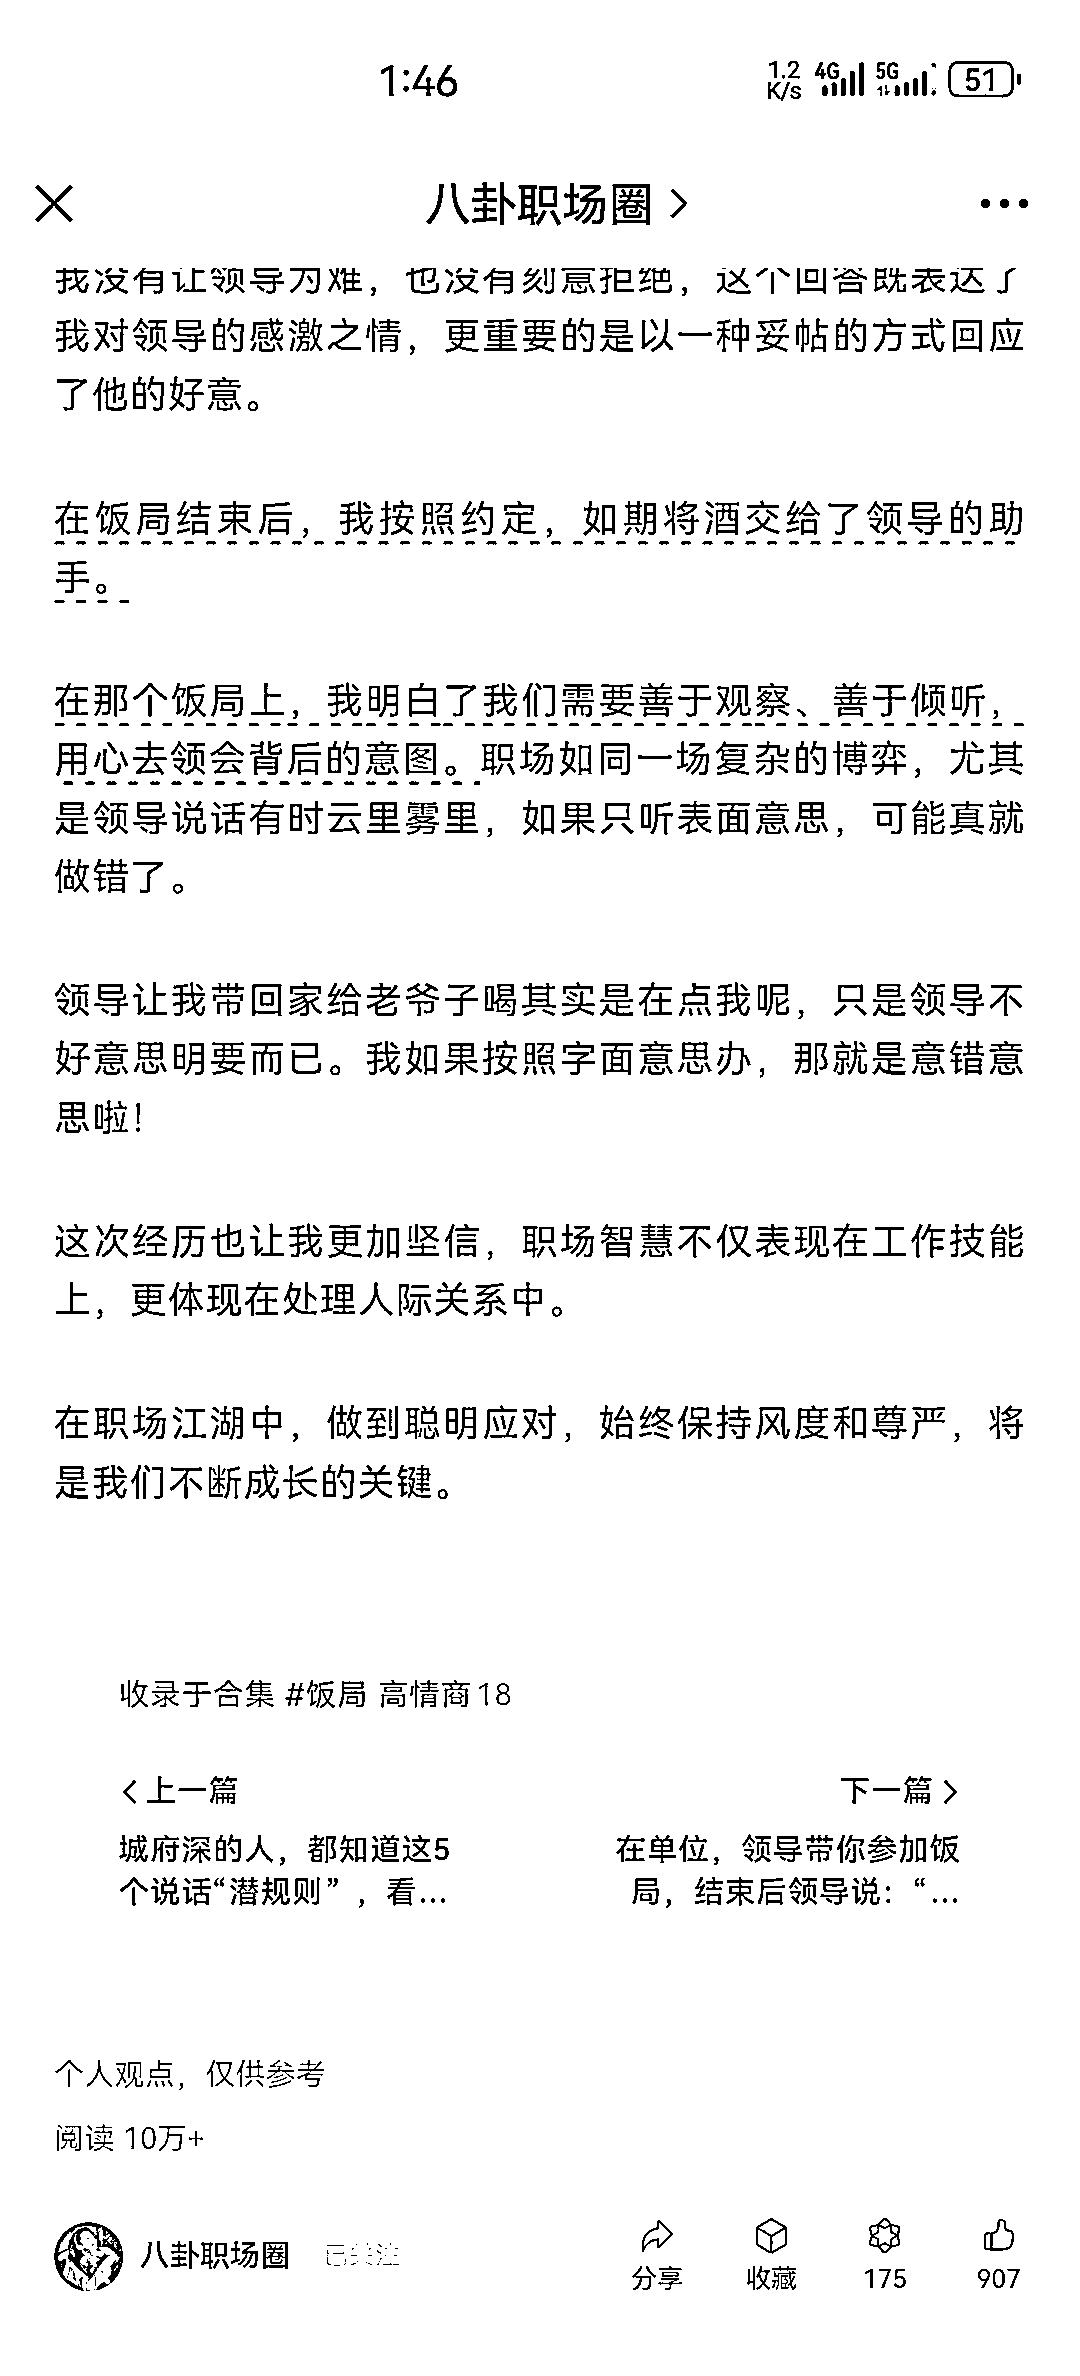 1:46
1.2 K/s 4G 5G 51
八卦职场圈
我没有让领导为难，也没有刻意拒绝，这个回答既表达了
我对领导的感激之情，更重要的是以一种妥帖的方式回应
了他的好意。
在饭局结束后，我按照约定，如期将酒交给了领导的助
手。
在那个饭局上，我明白了我们需要善于观察、善于倾听，
用心去领会背后的意图。职场如同一场复杂的博弈，尤其
是领导说话有时云里雾里，如果只听表面意思，可能真就
做错了。
领导让我带回家给老爷子喝其实是在点我呢，只是领导不
好意思明要而已。我如果按照字面意思办，那就是意错意
思啦！
这次经历也让我更加坚信，职场智慧不仅表现在工作技能
上，更体现在处理人际关系中。
在职场江湖中，做到聪明应对，始终保持风度和尊严，将
是我们不断成长的关键。
收录于合集 #饭局 高情商 18
上一篇
下一篇
城府深的人，都知道这5
个说话“潜规则”，看...
在单位，领导带你参加饭
局，结束后领导说：“...
个人观点，仅供参考
阅读 10万+
八卦职场圈 已关注
分享 收藏 175 907